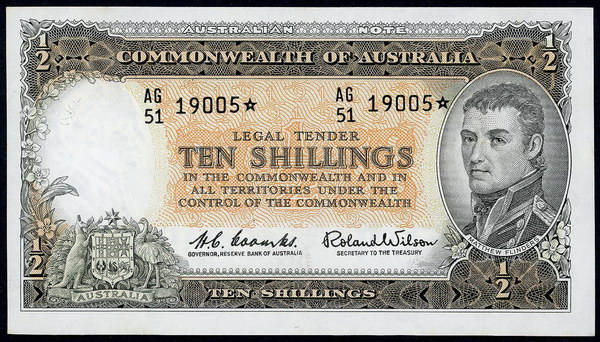 AUSTRALIAN NOTE
1/2 COMMONWEALTH OF AUSTRALIA 1/2
AG 51 19005★ AG 51 19005★
LEGAL TENDER
TEN SHILLINGS
IN THE COMMONWEALTH AND IN
ALL TERRITORIES UNDER THE
CONTROL OF THE COMMONWEALTH
H.C. Coombs. Roland Wilson
GOVERNOR, RESERVE BANK OF AUSTRALIA SECRETARY TO THE TREASURY
MATTHEW FLINDERS
AUSTRALIA
1/2 TEN SHILLINGS 1/2